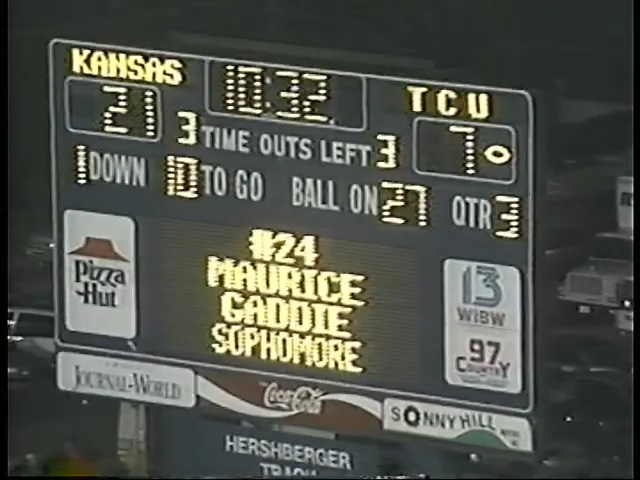 KANSAS 10:32 TCU
21 7
3 TIME OUTS LEFT 3
1 DOWN 10 TO GO BALL ON 27 QTR 3
#24
MAURICE
GADDIE
SOPHOMORE
Pizza
Hut
13
WIBW
97
COUNTRY
JOURNAL-WORLD
Coca-Cola
SONNY HILL
HERSHBERGER
TRACK